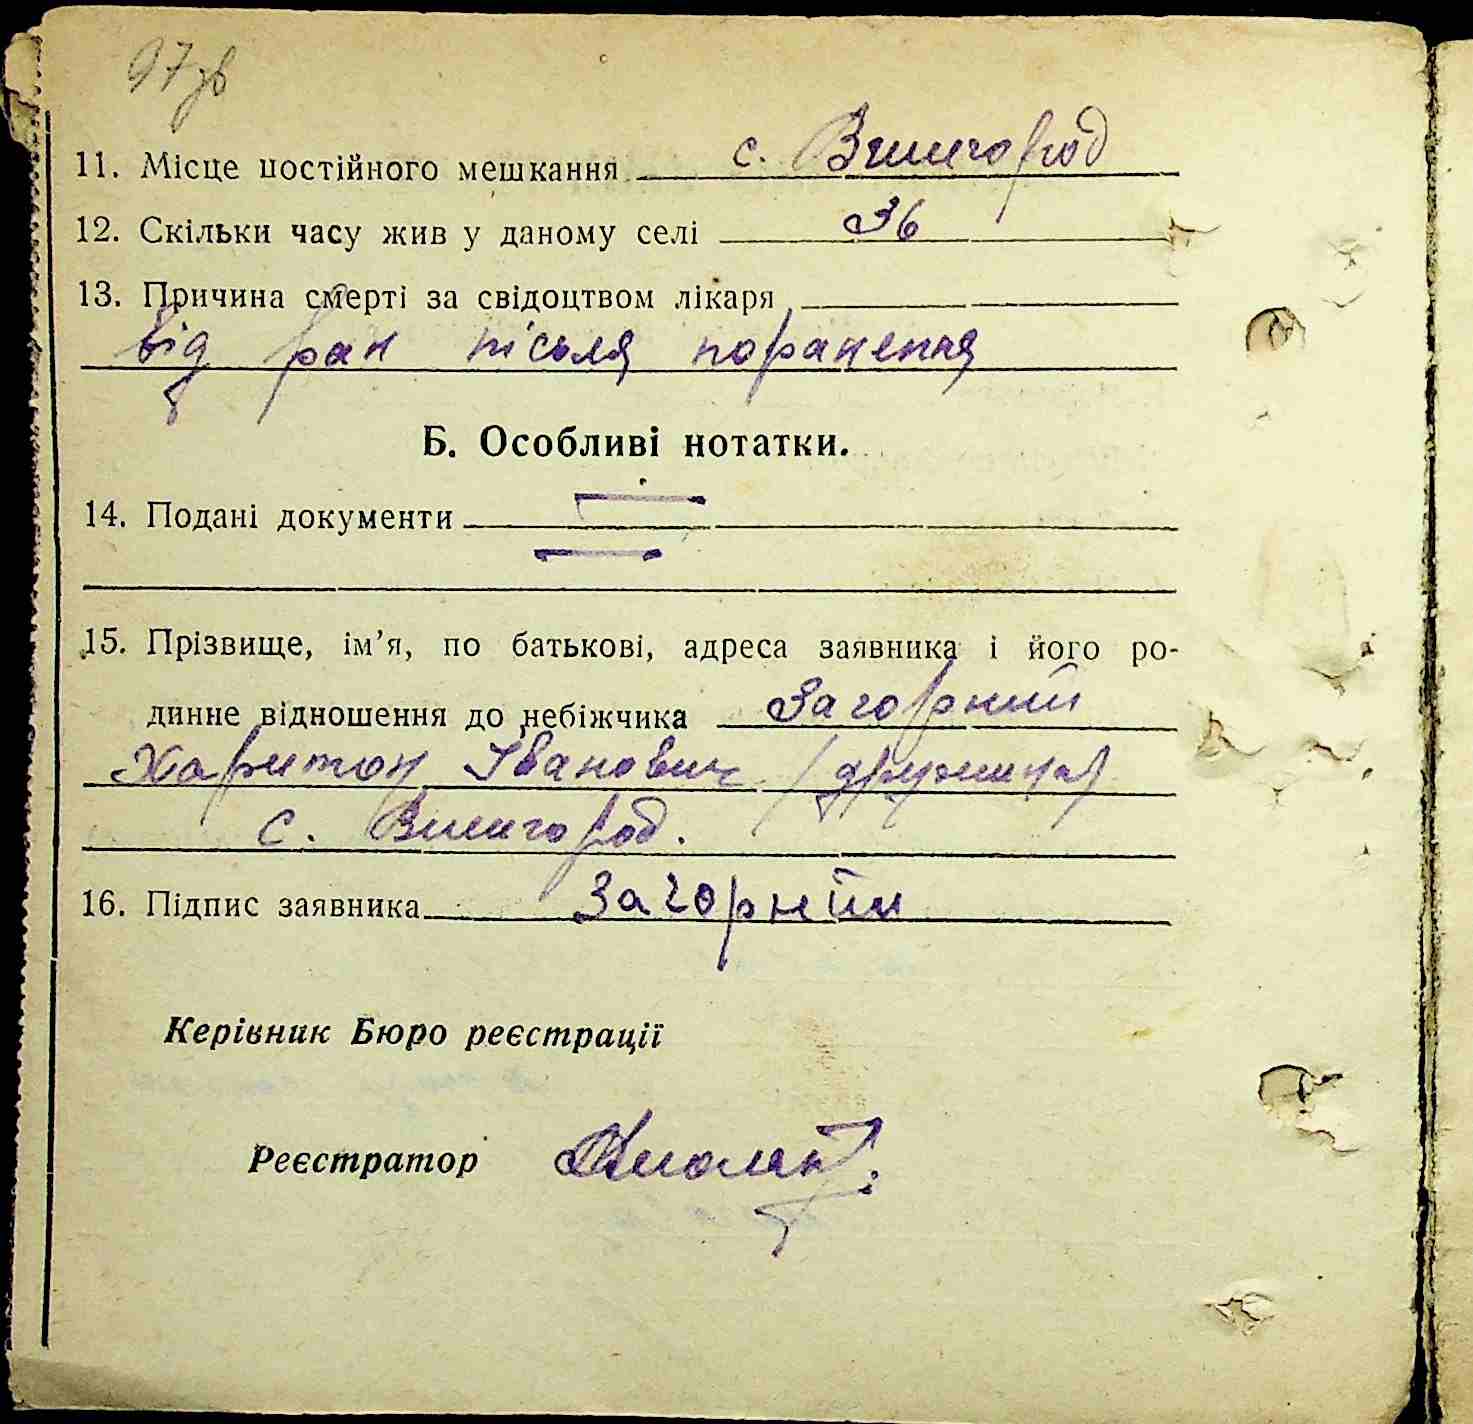 97зв
11. Місце постійного мешкання с. Вишгород
12. Скільки часу жив у даному селі 36
13. Причина смерті за свідоцтвом лікаря
від ран після поранення
Б. Особливі нотатки.
14. Подані документи
15. Прізвище, ім'я, по батькові, адреса заявника і його ро-
динне відношення до небіжчика Загорний
Харитон Іванович /дружина/
с. Вишгород.
16. Підпис заявника Загорний
Керівник Бюро реєстрації
Реєстратор